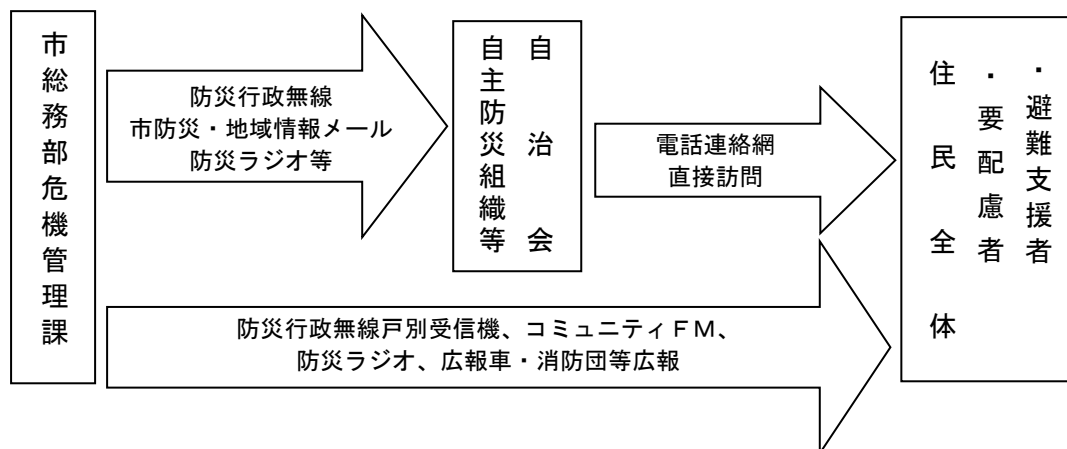 市総務部危機管理課
防災行政無線
市防災・地域情報メール
防災ラジオ等
自治会
自主防災組織等
電話連絡網
直接訪問
防災行政無線戸別受信機、コミュニティＦＭ、
防災ラジオ、広報車・消防団等広報
・避難支援者
・要配慮者
住民全体